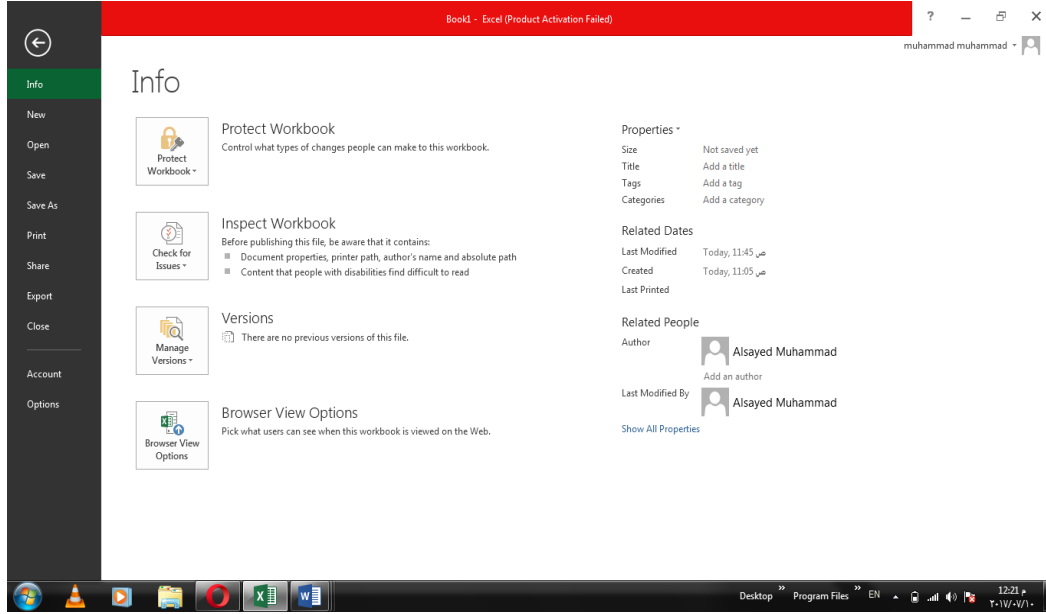 Book1 - Excel (Product Activation Failed)
?
muhammad muhammad
Info
New
Open
Save
Save As
Print
Share
Export
Close
Account
Options
Info
Protect Workbook
Protect Workbook
Control what types of changes people can make to this workbook.
Check for Issues
Inspect Workbook
Before publishing this file, be aware that it contains:
Document properties, printer path, author's name and absolute path
Content that people with disabilities find difficult to read
Manage Versions
Versions
There are no previous versions of this file.
Browser View Options
Browser View Options
Pick what users can see when this workbook is viewed on the Web.
Properties
Size Not saved yet
Title Add a title
Tags Add a tag
Categories Add a category
Related Dates
Last Modified Today, 11:45 ص
Created Today, 11:05 ص
Last Printed
Related People
Author Alsayed Muhammad
Add an author
Last Modified By Alsayed Muhammad
Show All Properties
Desktop » Program Files » EN 12:21 م
٢٠١٧/٠٧/١٠